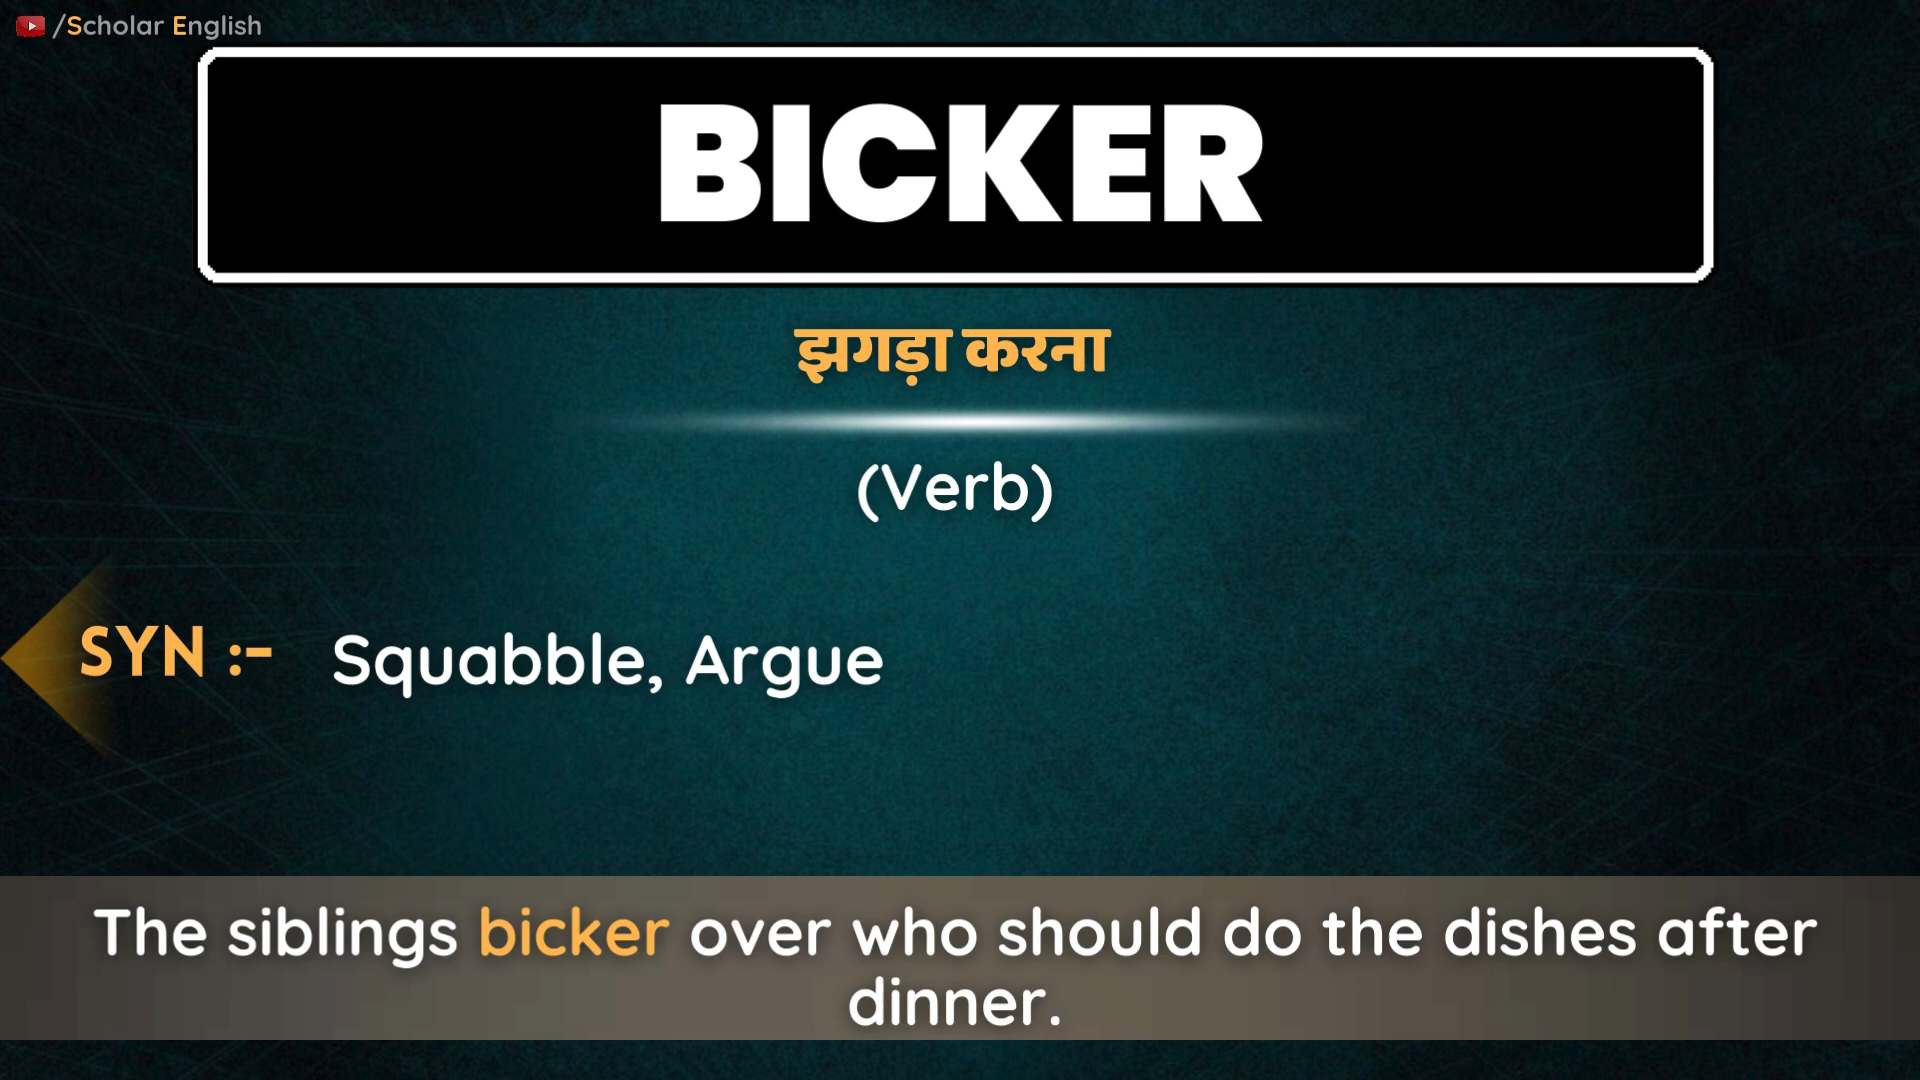 /Scholar English
BICKER
झगड़ा करना
(Verb)
SYN :- Squabble, Argue
The siblings bicker over who should do the dishes after
dinner.